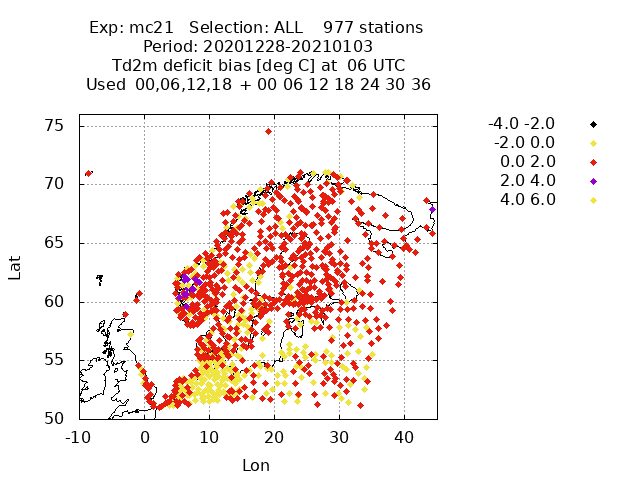 Exp: mc21   Selection: ALL    977 stations
Period: 20201228-20210103
Td2m deficit bias [deg C] at  06 UTC
Used  00,06,12,18 + 00 06 12 18 24 30 36
-4.0 -2.0
-2.0 0.0
0.0 2.0
2.0 4.0
4.0 6.0
75
70
65
60
55
50
Lat
-10 0 10 20 30 40
Lon